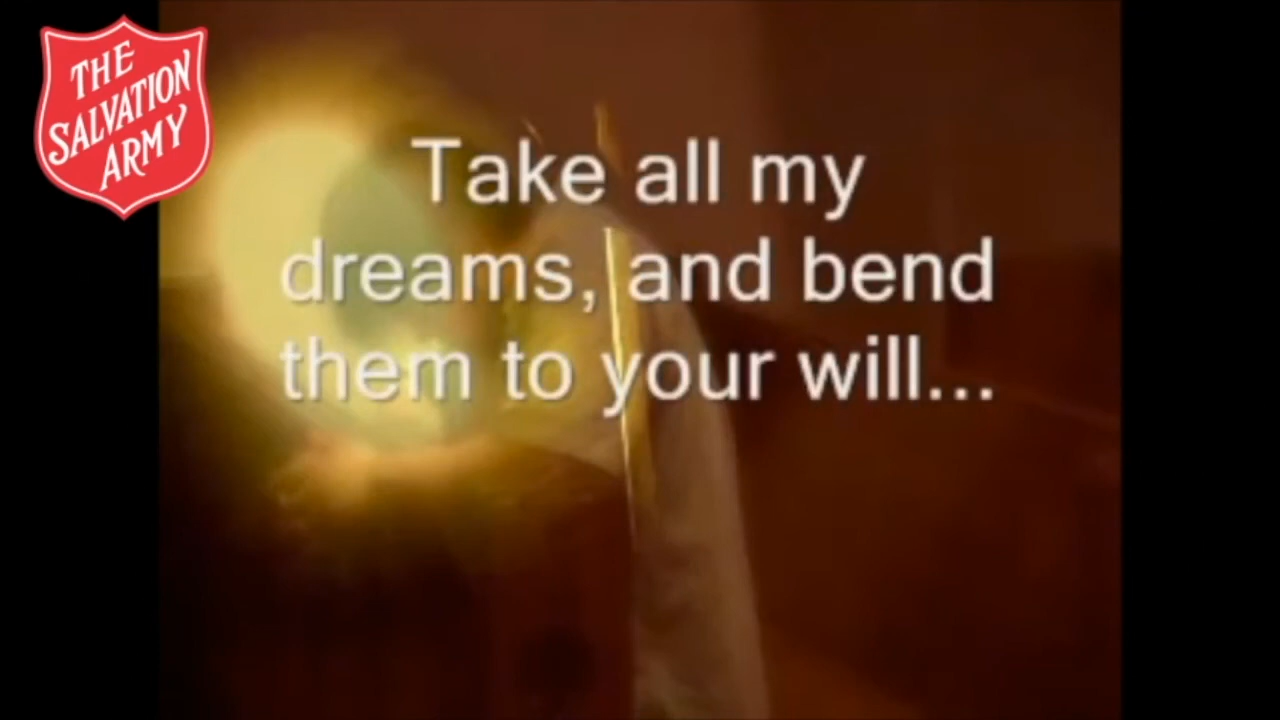 THE
SALVATION
ARMY
Take all my
dreams, and bend
them to your will...